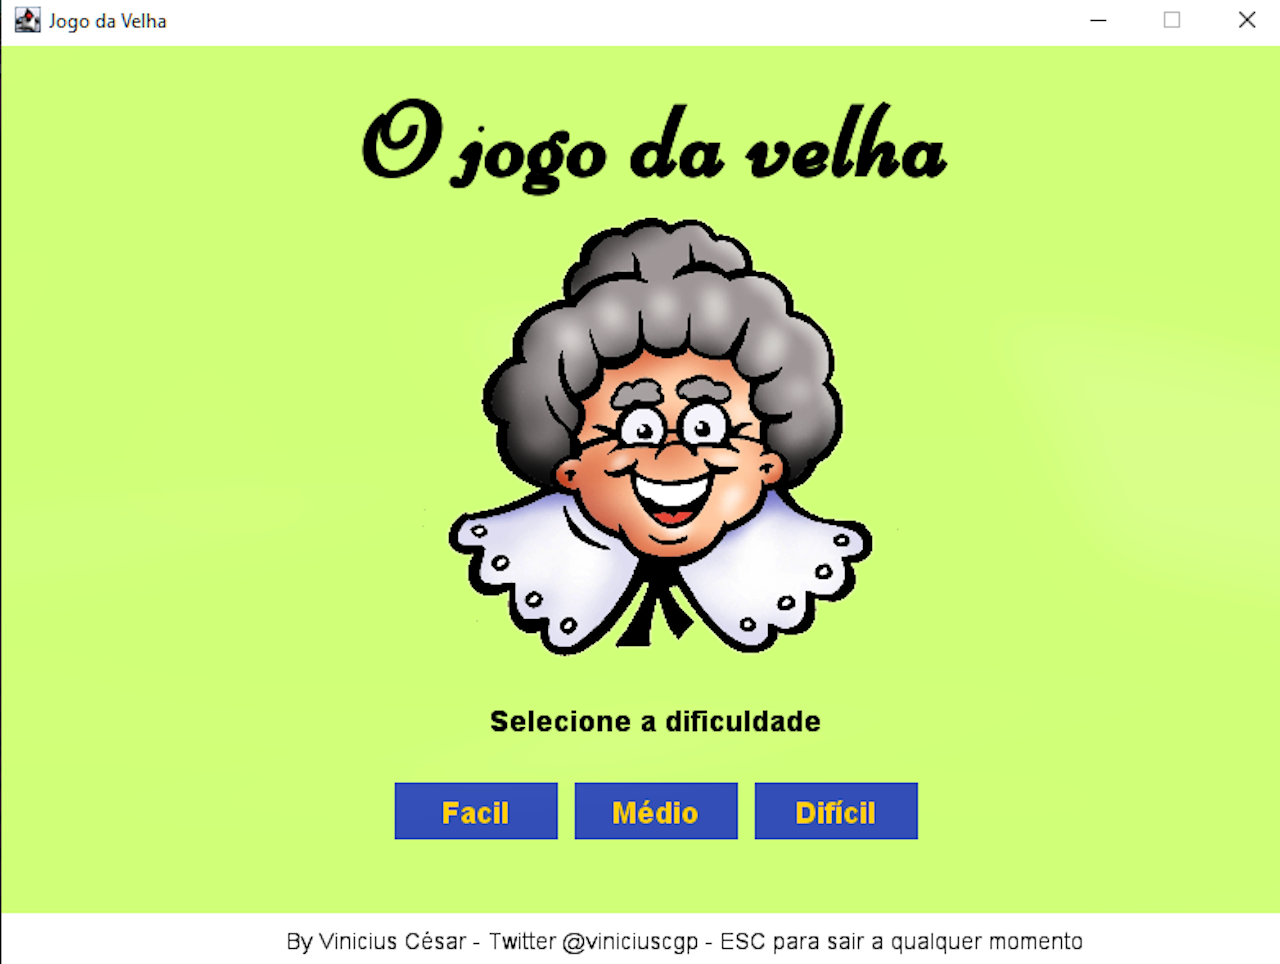 Jogo da Velha
O jogo da velha
Selecione a dificuldade
Facil Médio Difícil
By Vinicius César - Twitter @viniciuscgp - ESC para sair a qualquer momento